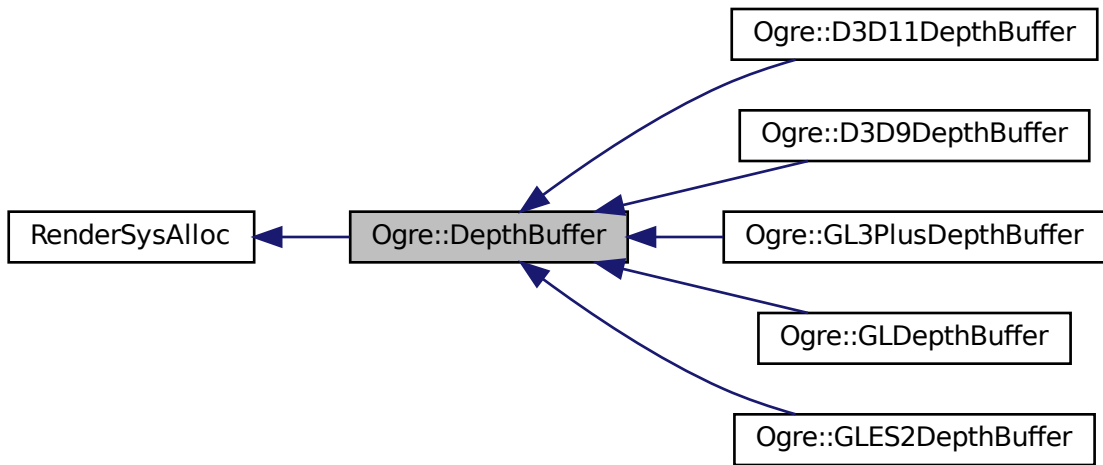 Ogre::D3D11DepthBuffer
Ogre::D3D9DepthBuffer
RenderSysAlloc
Ogre::DepthBuffer
Ogre::GL3PlusDepthBuffer
Ogre::GLDepthBuffer
Ogre::GLES2DepthBuffer